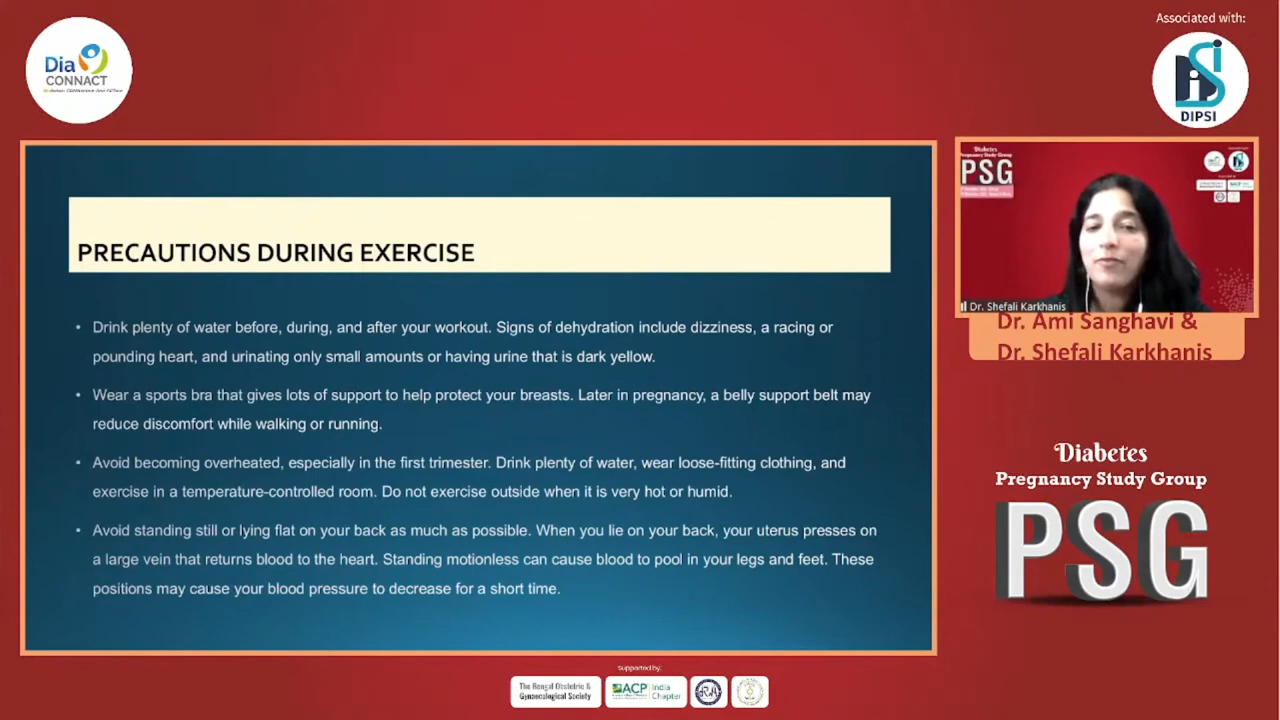 Associated with:
Dia
CONNACT
DIPSI
PRECAUTIONS DURING EXERCISE
• Drink plenty of water before, during, and after your workout. Signs of dehydration include dizziness, a racing or
pounding heart, and urinating only small amounts or having urine that is dark yellow.
• Wear a sports bra that gives lots of support to help protect your breasts. Later in pregnancy, a belly support belt may
reduce discomfort while walking or running.
• Avoid becoming overheated, especially in the first trimester. Drink plenty of water, wear loose-fitting clothing, and
exercise in a temperature-controlled room. Do not exercise outside when it is very hot or humid.
• Avoid standing still or lying flat on your back as much as possible. When you lie on your back, your uterus presses on
a large vein that returns blood to the heart. Standing motionless can cause blood to pool in your legs and feet. These
positions may cause your blood pressure to decrease for a short time.
Diabetes
Pregnancy Study Group
PSG
Dr. Shefali Karkhanis
Dr. Ami Sanghavi &
Dr. Shefali Karkhanis
Diabetes
Pregnancy Study Group
PSG
supported by:
The Bengal Obstetric &
Gynaecological Society
ACP India
Chapter